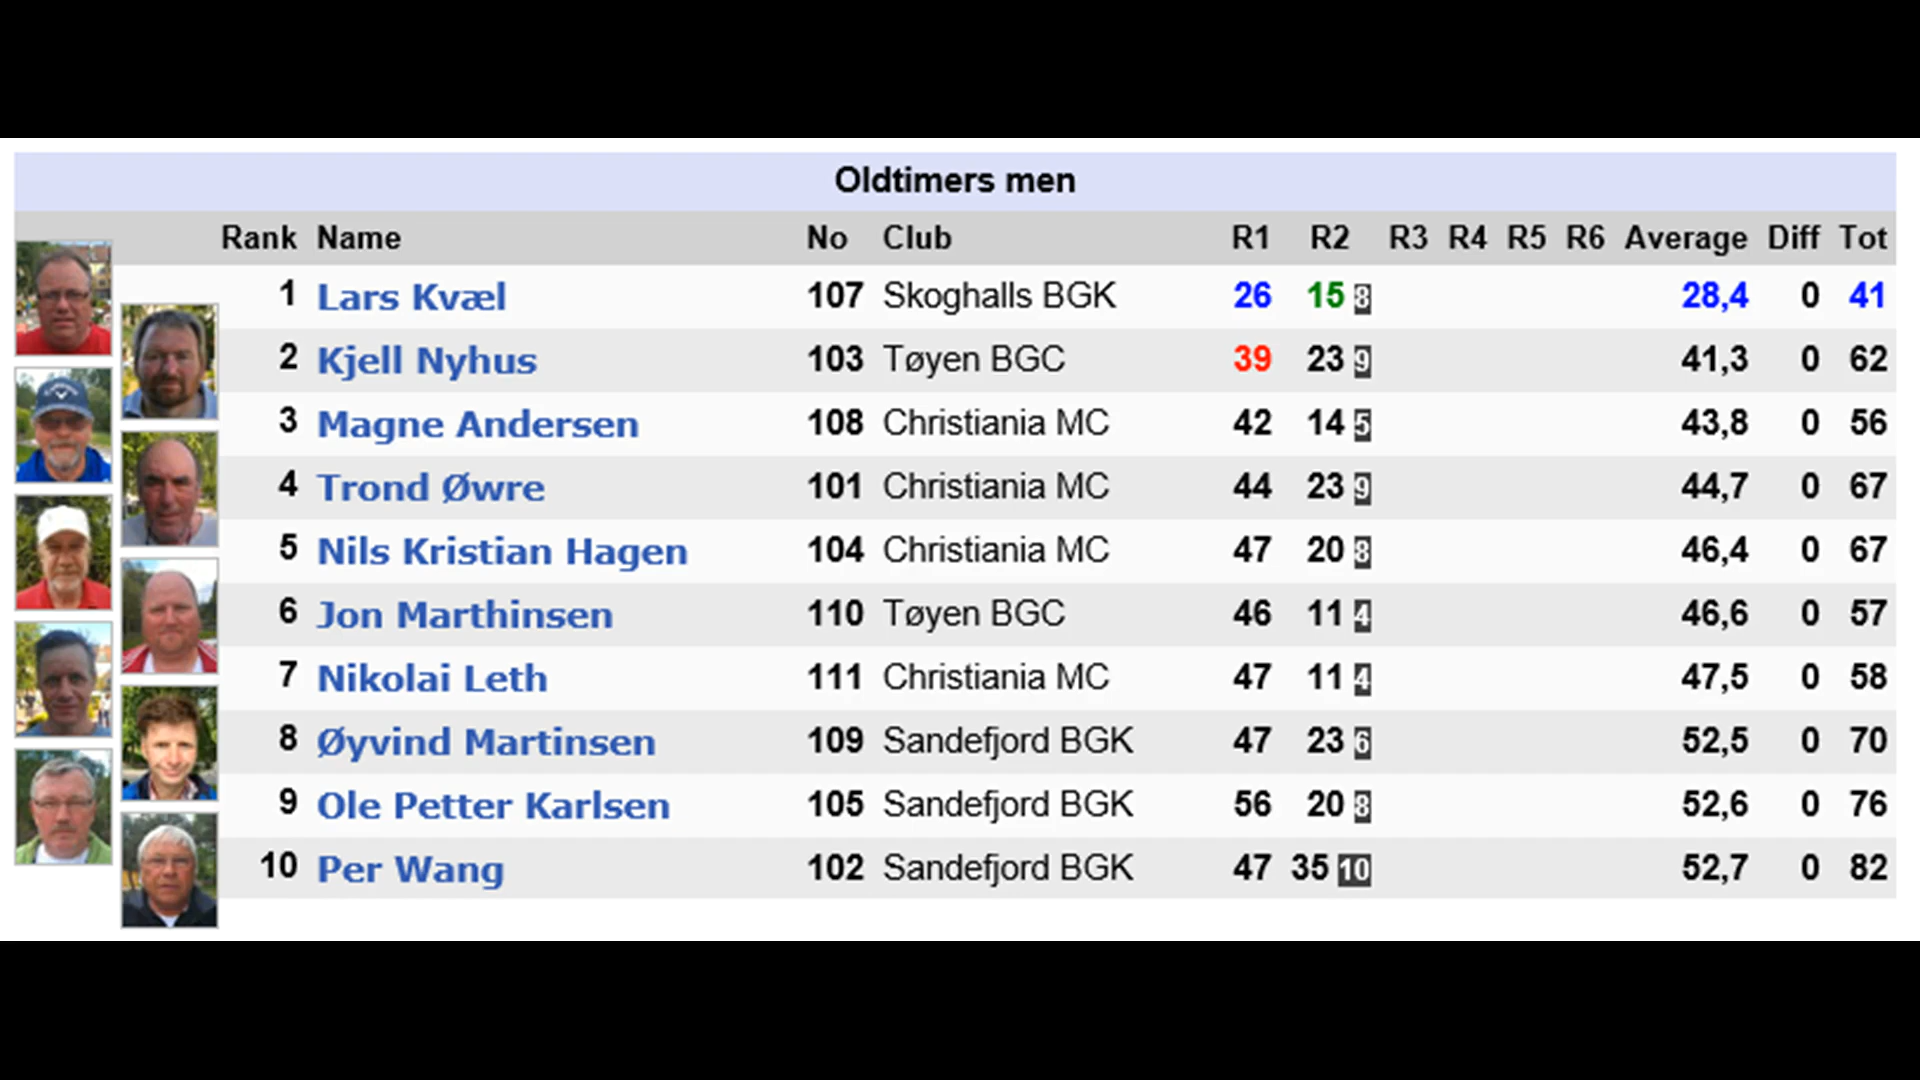 Oldtimers men
Rank Name No Club R1 R2 R3 R4 R5 R6 Average Diff Tot
1 Lars Kvæl 107 Skoghalls BGK 26 15 8 28,4 0 41
2 Kjell Nyhus 103 Tøyen BGC 39 23 9 41,3 0 62
3 Magne Andersen 108 Christiania MC 42 14 5 43,8 0 56
4 Trond Øwre 101 Christiania MC 44 23 9 44,7 0 67
5 Nils Kristian Hagen 104 Christiania MC 47 20 8 46,4 0 67
6 Jon Marthinsen 110 Tøyen BGC 46 11 4 46,6 0 57
7 Nikolai Leth 111 Christiania MC 47 11 4 47,5 0 58
8 Øyvind Martinsen 109 Sandefjord BGK 47 23 6 52,5 0 70
9 Ole Petter Karlsen 105 Sandefjord BGK 56 20 8 52,6 0 76
10 Per Wang 102 Sandefjord BGK 47 35 10 52,7 0 82